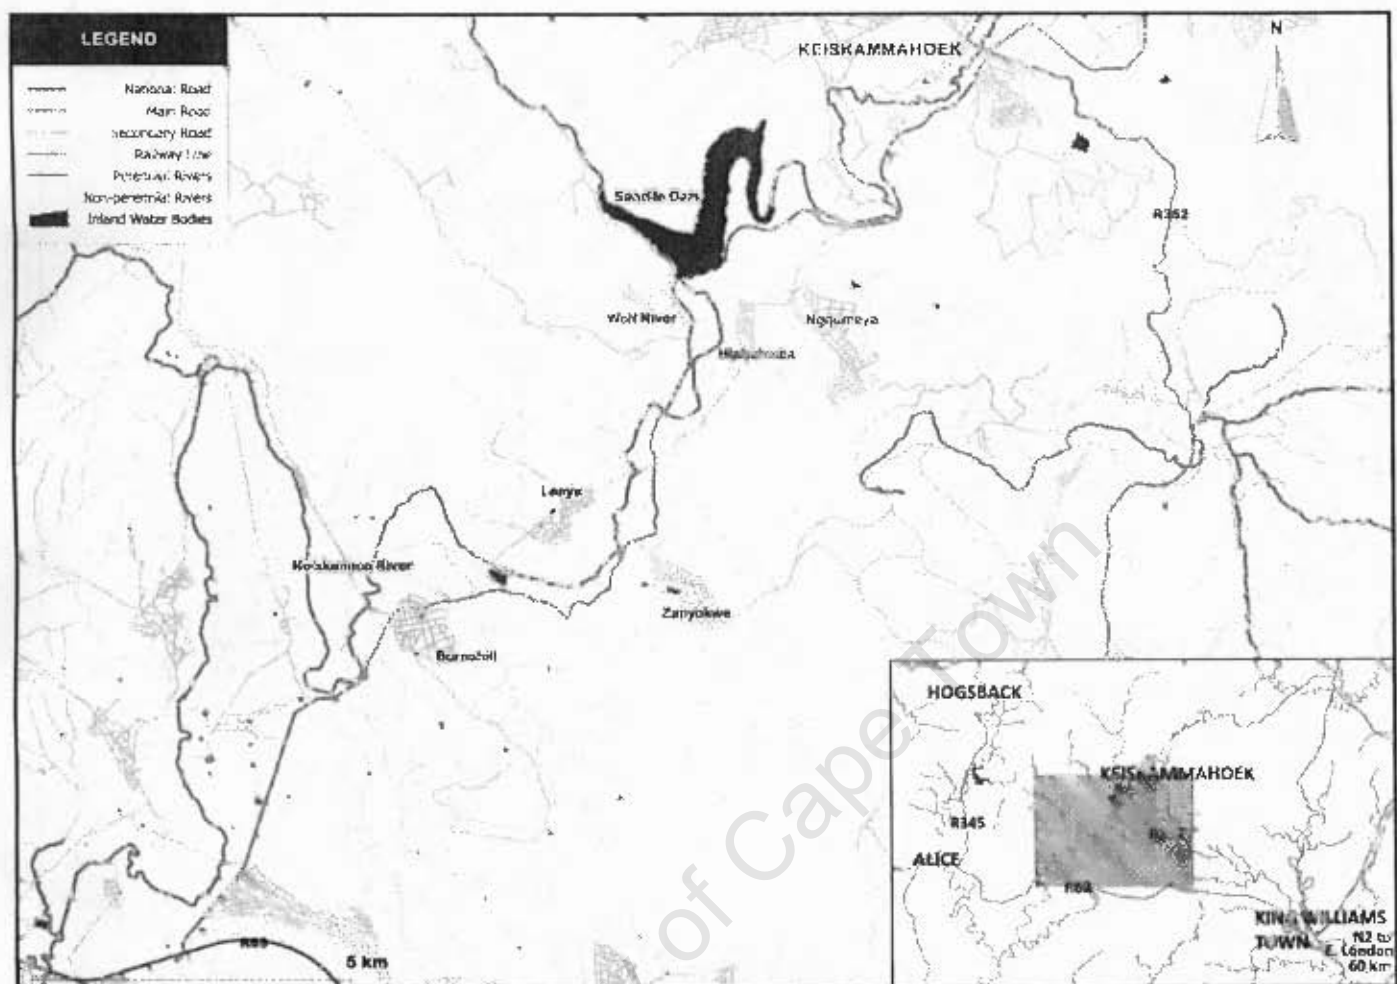 LEGEND
National Road
Main Road
Secondary Road
Railway Line
Perennial Rivers
Non-perennial Rivers
Inland Water Bodies
KEISKAMMAHOEK
N
Sandile Dam
R352
Wolf River
Ngqumeya
Lenye
Keiskamma River
Zanyokwe
Burnshill
R63
5 km
HOGSBACK
KEISKAMMAHOEK
R345
ALICE
R63
KING WILLIAMS
TOWN
N2 to
E. London
60 km
of Cape Town